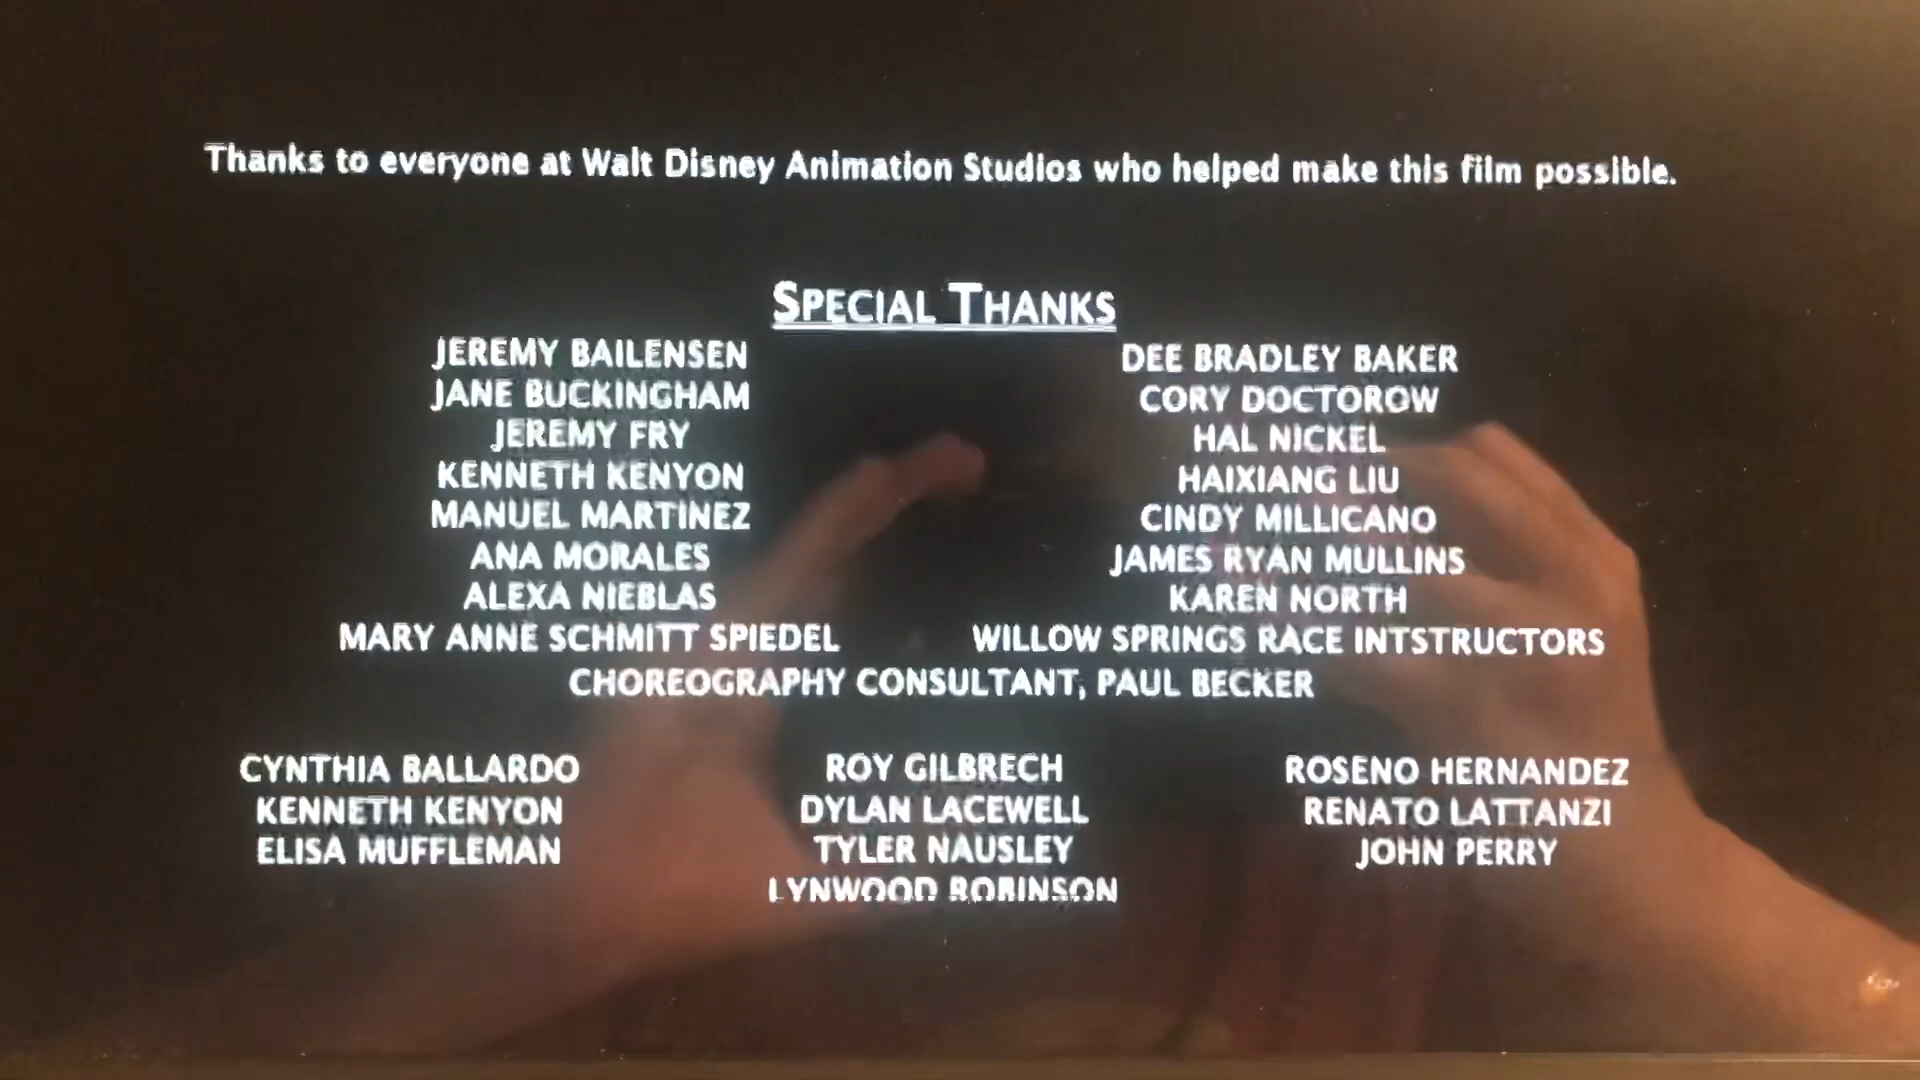 Thanks to everyone at Walt Disney Animation Studios who helped make this film possible.
SPECIAL THANKS
JEREMY BAILENSEN
JANE BUCKINGHAM
JEREMY FRY
KENNETH KENYON
MANUEL MARTINEZ
ANA MORALES
ALEXA NIEBLAS
MARY ANNE SCHMITT SPIEDEL
DEE BRADLEY BAKER
CORY DOCTOROW
HAL NICKEL
HAIXIANG LIU
CINDY MILLICANO
JAMES RYAN MULLINS
KAREN NORTH
WILLOW SPRINGS RACE INTSTRUCTORS
CHOREOGRAPHY CONSULTANT, PAUL BECKER
CYNTHIA BALLARDO
KENNETH KENYON
ELISA MUFFLEMAN
ROY GILBRECH
DYLAN LACEWELL
TYLER NAUSLEY
LYNWOOD ROBINSON
ROSENO HERNANDEZ
RENATO LATTANZI
JOHN PERRY